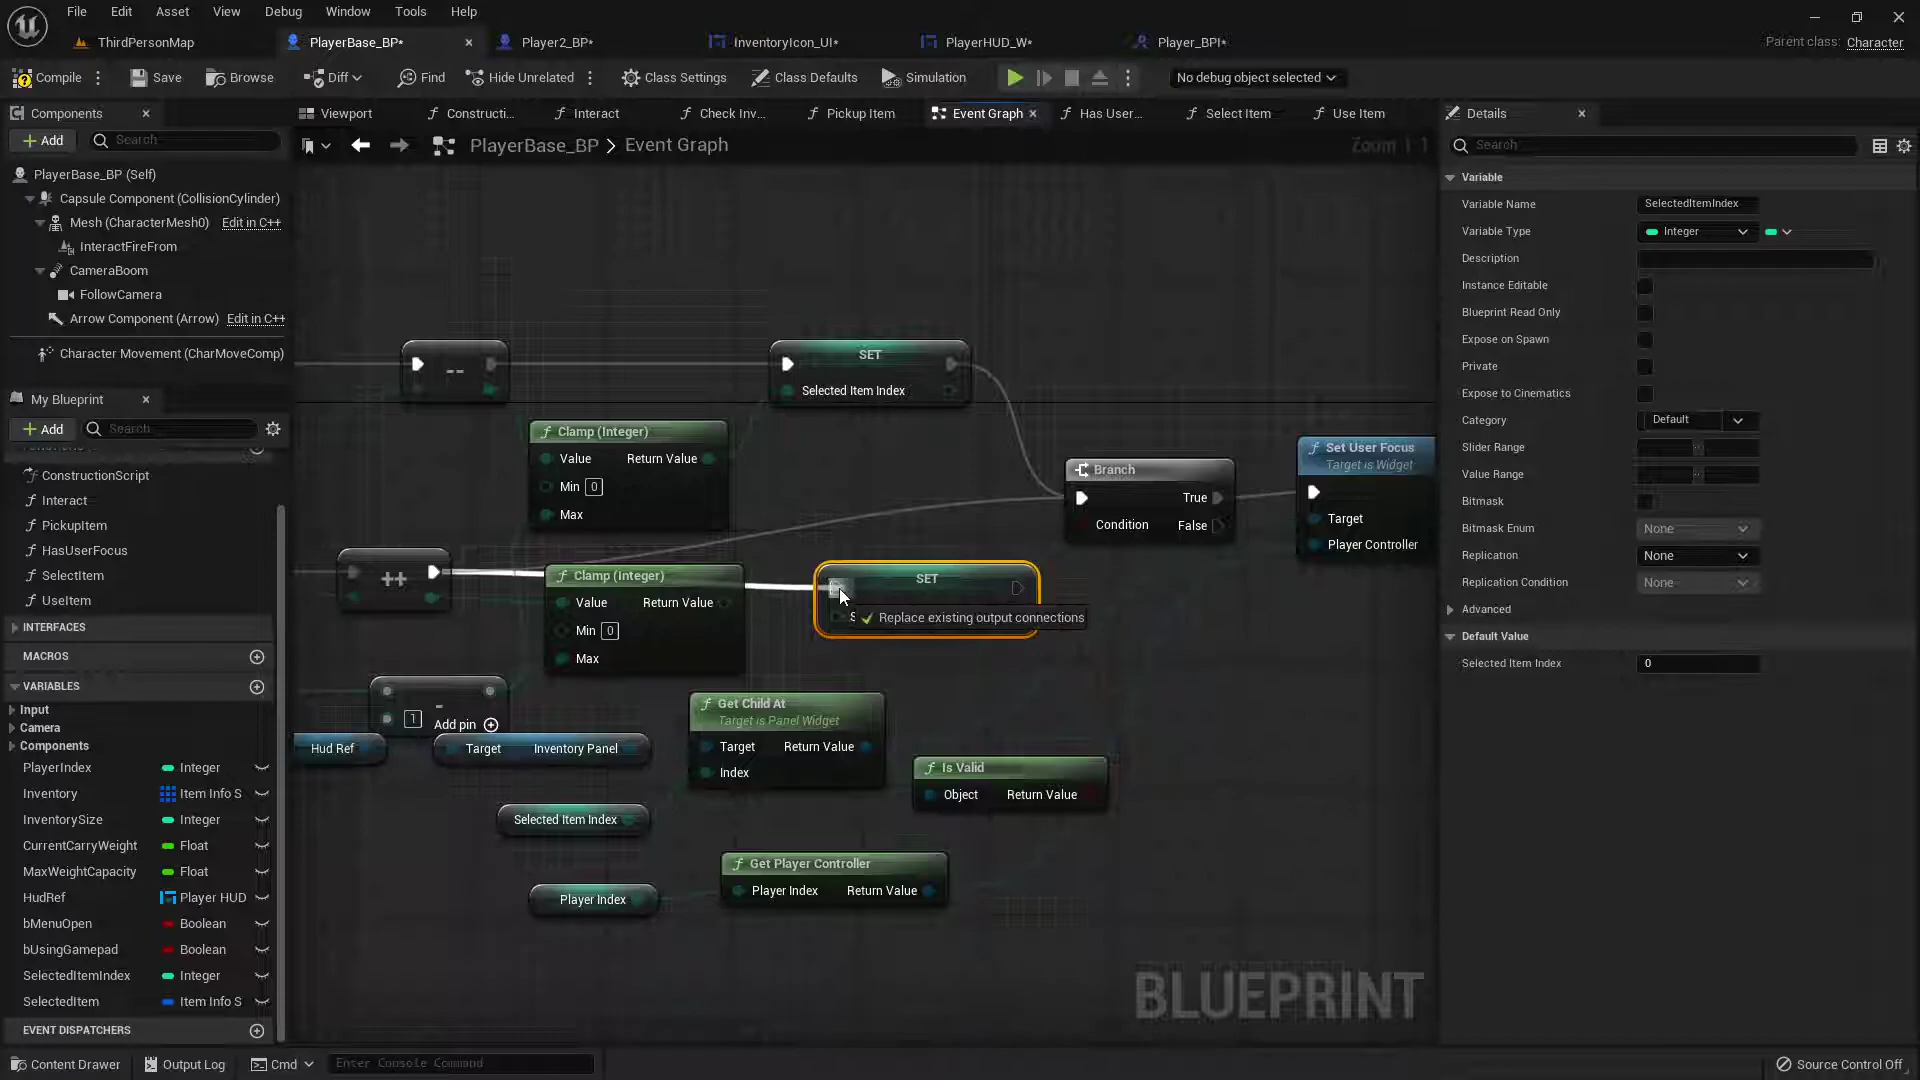 File Edit Asset View Debug Window Tools Help
ThirdPersonMap PlayerBase_BP* Player2_BP* InventoryIcon_UI* PlayerHUD_W* Player_BPI* Parent class: Character
Compile Save Browse Diff Find Hide Unrelated Class Settings Class Defaults Simulation No debug object selected
Components
Add Search
PlayerBase_BP (Self)
Capsule Component (CollisionCylinder)
Mesh (CharacterMesh0) Edit in C++
InteractFireFrom
CameraBoom
FollowCamera
Arrow Component (Arrow) Edit in C++
Character Movement (CharMoveComp)
My Blueprint
Add Search
ConstructionScript
Interact
PickupItem
HasUserFocus
SelectItem
UseItem
INTERFACES
MACROS
VARIABLES
Input
Camera
Components
PlayerIndex Integer
Inventory Item Info S
InventorySize Integer
CurrentCarryWeight Float
MaxWeightCapacity Float
HudRef Player HUD
bMenuOpen Boolean
bUsingGamepad Boolean
SelectedItemIndex Integer
SelectedItem Item Info S
EVENT DISPATCHERS
Viewport Constructi... Interact Check Inv... Pickup Item Event Graph Has User... Select Item Use Item
PlayerBase_BP > Event Graph Zoom 1:1
--
SET
Selected Item Index
Clamp (Integer)
Value Return Value
Min 0
Max
Branch
True
Condition False
Set User Focus
Target is Widget
Target
Player Controller
++
Clamp (Integer)
Value Return Value
Min 0
Max
SET
S Replace existing output connections
-
1 Add pin
Hud Ref
Target Inventory Panel
Get Child At
Target is Panel Widget
Target Return Value
Index
Is Valid
Object Return Value
Selected Item Index
Get Player Controller
Player Index Return Value
Player Index
BLUEPRINT
Details
Search
Variable
Variable Name SelectedItemIndex
Variable Type Integer
Description
Instance Editable
Blueprint Read Only
Expose on Spawn
Private
Expose to Cinematics
Category Default
Slider Range
Value Range
Bitmask
Bitmask Enum None
Replication None
Replication Condition None
Advanced
Default Value
Selected Item Index 0
Content Drawer Output Log Cmd Enter Console Command Source Control Off